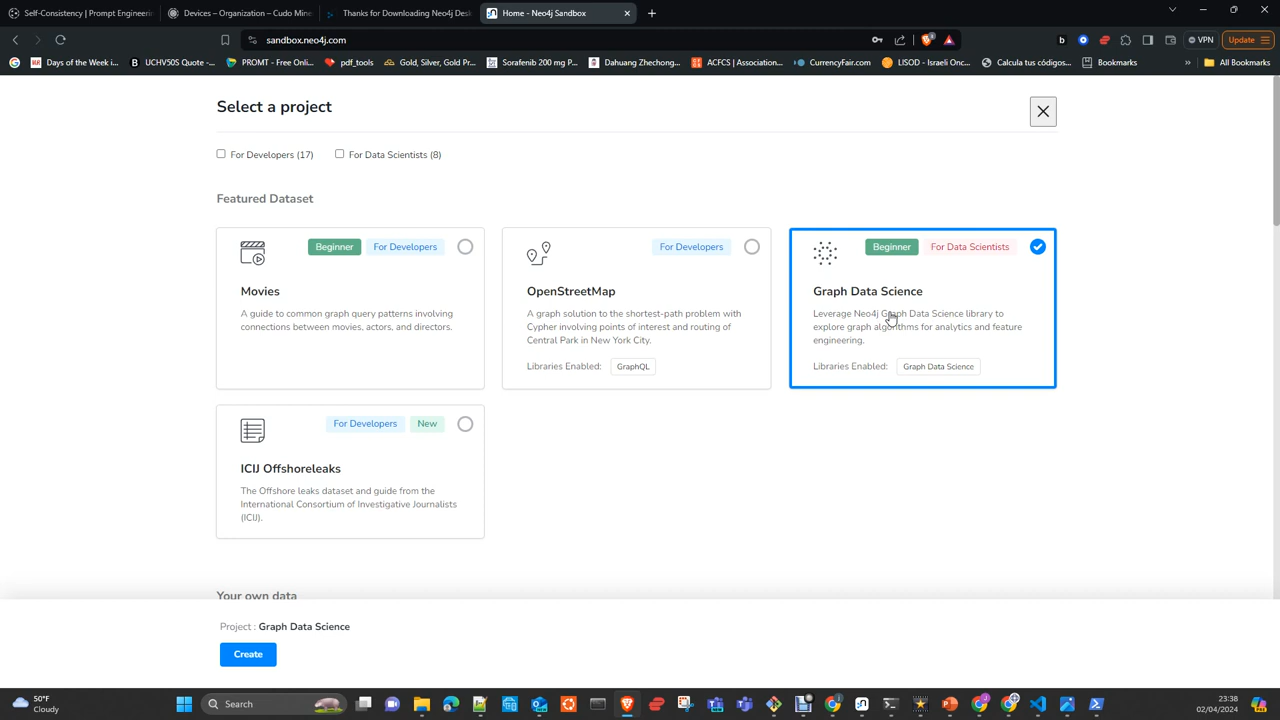 Self-Consistency | Prompt Engineerin
Devices – Organization – Cudo Mine
Thanks for Downloading Neo4j Desk
Home - Neo4j Sandbox
sandbox.neo4j.com
VPN
Update
Days of the Week i...
UCHV50S Quote -...
PROMT - Free Onli...
pdf_tools
Gold, Silver, Gold Pri...
Sorafenib 200 mg P...
Dahuang Zhechong...
ACFCS | Association...
CurrencyFair.com
LISOD - Israeli Onc...
Calcula tus códigos...
Bookmarks
»
All Bookmarks
Select a project
For Developers (17)
For Data Scientists (8)
Featured Dataset
Beginner
For Developers
Movies
A guide to common graph query patterns involving
connections between movies, actors, and directors.
For Developers
OpenStreetMap
A graph solution to the shortest-path problem with
Cypher involving points of interest and routing of
Central Park in New York City.
Libraries Enabled:
GraphQL
Beginner
For Data Scientists
Graph Data Science
Leverage Neo4j Graph Data Science library to
explore graph algorithms for analytics and feature
engineering.
Libraries Enabled:
Graph Data Science
For Developers
New
ICIJ Offshoreleaks
The Offshore leaks dataset and guide from the
International Consortium of Investigative Journalists
(ICIJ).
Your own data
Project : Graph Data Science
Create
50°F
Cloudy
Search
23:38
02/04/2024